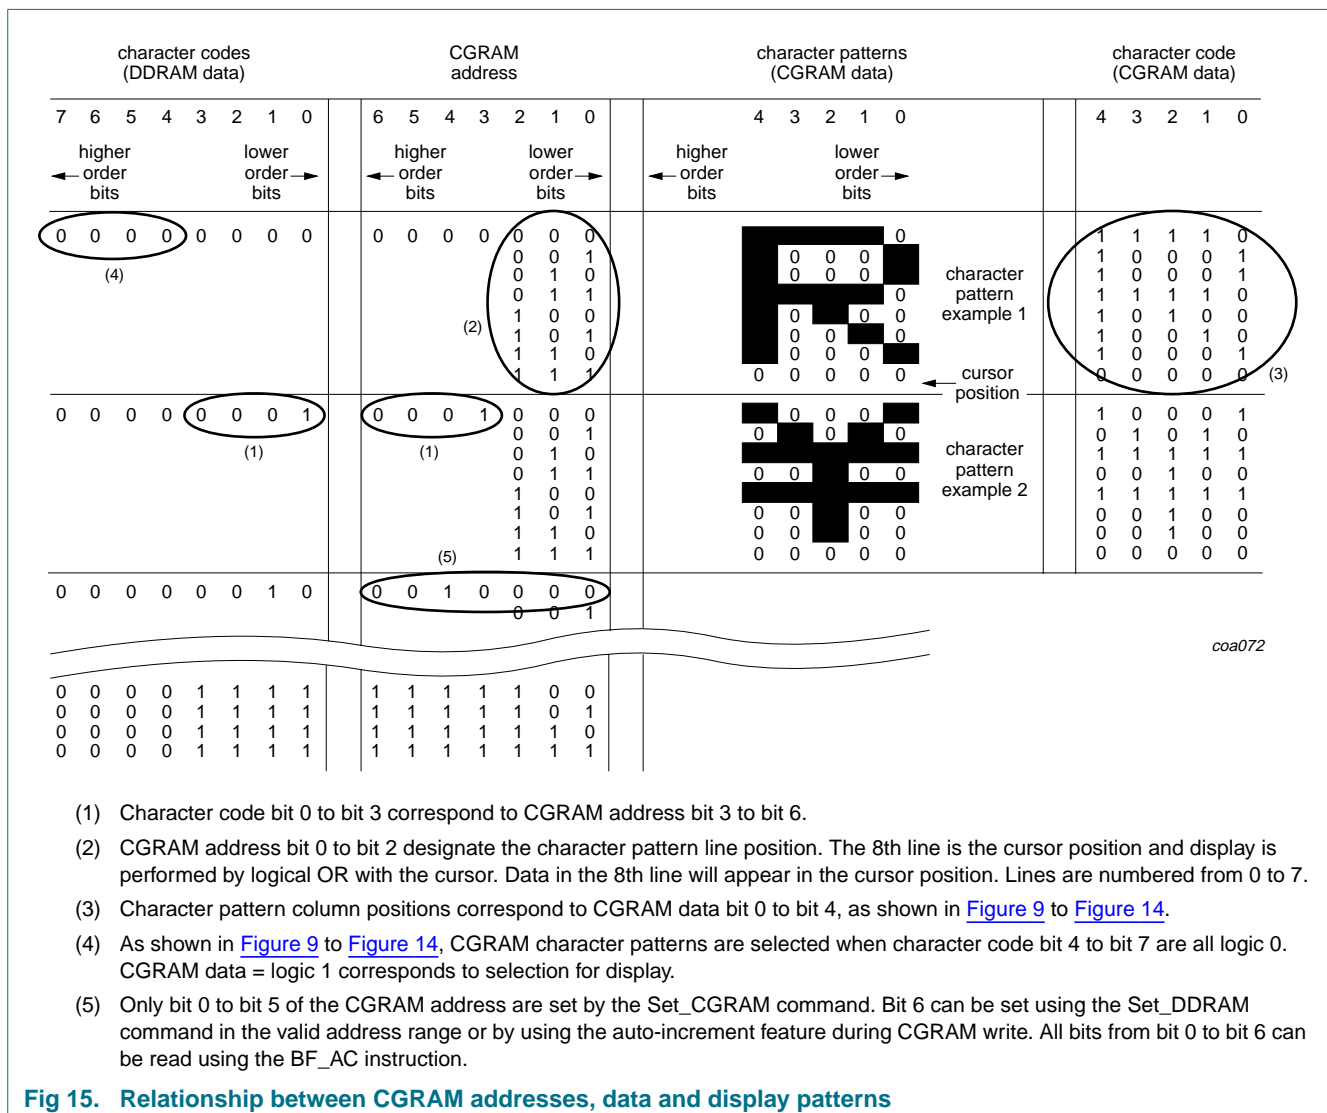 character codes CGRAM character patterns character code
(DDRAM data) address (CGRAM data) (CGRAM data)
7 6 5 4 3 2 1 0 6 5 4 3 2 1 0 4 3 2 1 0 4 3 2 1 0
higher lower higher lower higher lower
order order order order order order
bits bits bits bits bits bits
0 0 0 0 0 0 0 0 0 0 0 0 0 0 0 0 1 1 1 1 0
0 0 1 0 0 0 1 0 0 0 1
(4) 0 1 0 0 0 0 character 1 0 0 0 1
0 1 1 0 pattern 1 1 1 1 0
(2) 1 0 0 0 0 0 example 1 1 0 1 0 0
1 0 1 0 0 0 1 0 0 1 0
1 1 0 0 0 0 1 0 0 0 1
1 1 1 0 0 0 0 0 cursor 0 0 0 0 0 (3)
position
0 0 0 0 0 0 0 1 0 0 0 1 0 0 0 0 0 0 1 0 0 0 1
0 0 1 0 0 0 0 1 0 1 0
(1) (1) 0 1 0 character 1 1 1 1 1
0 1 1 0 0 0 0 pattern 0 0 1 0 0
1 0 0 example 2 1 1 1 1 1
1 0 1 0 0 0 0 0 0 1 0 0
1 1 0 0 0 0 0 0 0 1 0 0
(5) 1 1 1 0 0 0 0 0 0 0 0 0 0
0 0 0 0 0 0 1 0 0 0 1 0 0 0 0
0 0 1
coa072
0 0 0 0 1 1 1 1 1 1 1 1 1 0 0
0 0 0 0 1 1 1 1 1 1 1 1 1 0 1
0 0 0 0 1 1 1 1 1 1 1 1 1 1 0
0 0 0 0 1 1 1 1 1 1 1 1 1 1 1
(1) Character code bit 0 to bit 3 correspond to CGRAM address bit 3 to bit 6.
(2) CGRAM address bit 0 to bit 2 designate the character pattern line position. The 8th line is the cursor position and display is
performed by logical OR with the cursor. Data in the 8th line will appear in the cursor position. Lines are numbered from 0 to 7.
(3) Character pattern column positions correspond to CGRAM data bit 0 to bit 4, as shown in Figure 9 to Figure 14.
(4) As shown in Figure 9 to Figure 14, CGRAM character patterns are selected when character code bit 4 to bit 7 are all logic 0.
CGRAM data = logic 1 corresponds to selection for display.
(5) Only bit 0 to bit 5 of the CGRAM address are set by the Set_CGRAM command. Bit 6 can be set using the Set_DDRAM
command in the valid address range or by using the auto-increment feature during CGRAM write. All bits from bit 0 to bit 6 can
be read using the BF_AC instruction.
Fig 15. Relationship between CGRAM addresses, data and display patterns